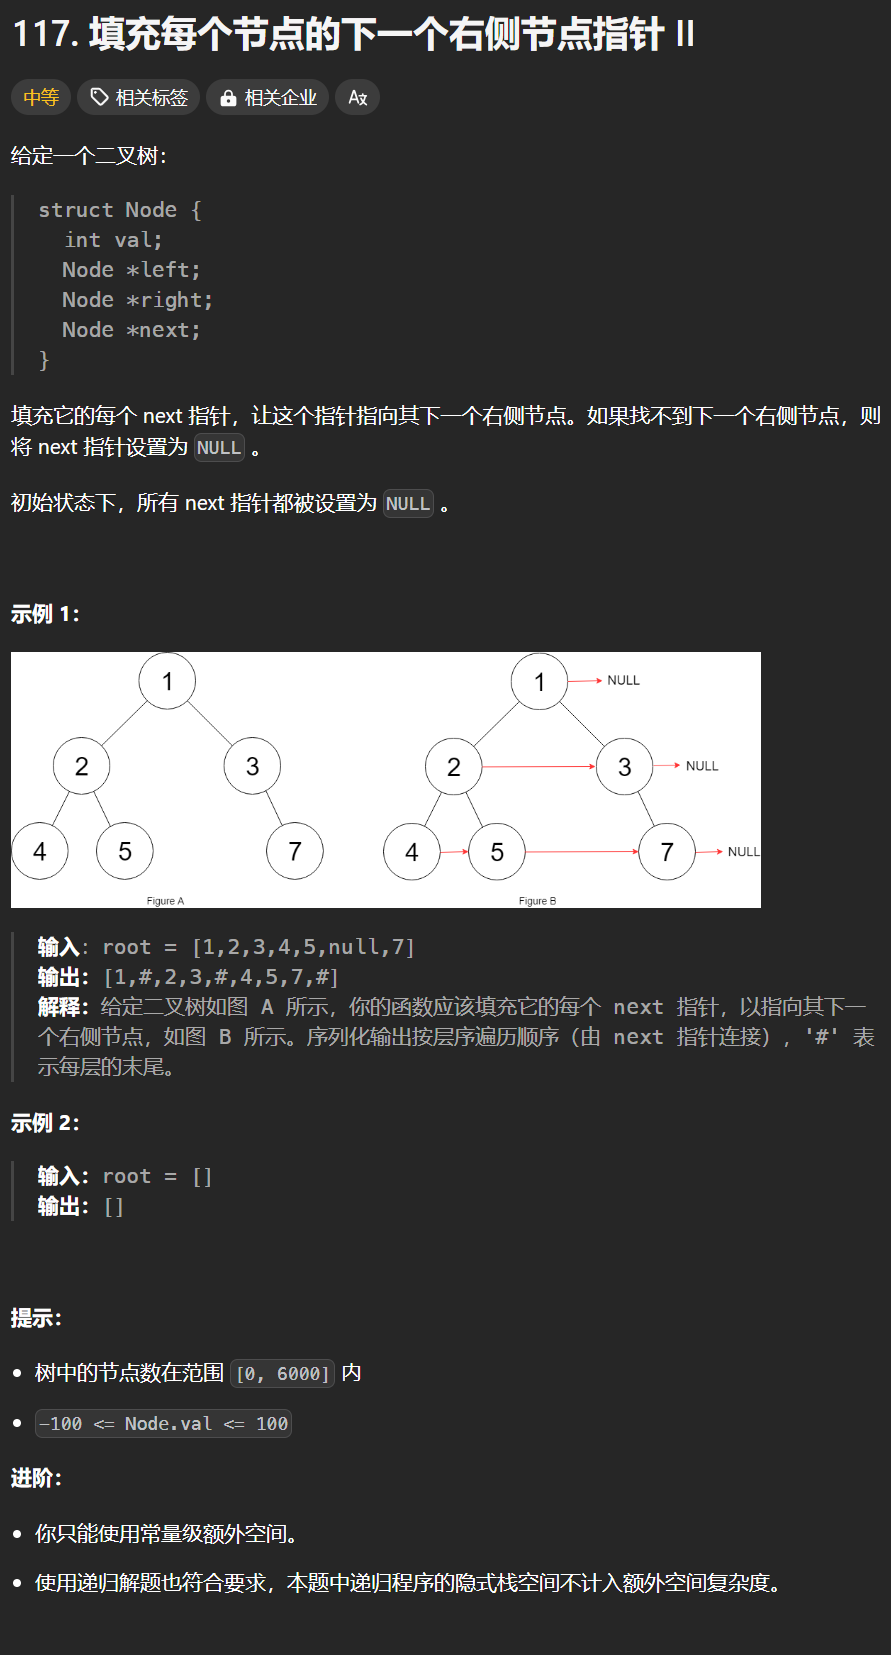 117. 填充每个节点的下一个右侧节点指针 II
中等 相关标签 相关企业 A文
给定一个二叉树：
struct Node {
  int val;
  Node *left;
  Node *right;
  Node *next;
}
填充它的每个 next 指针，让这个指针指向其下一个右侧节点。如果找不到下一个右侧节点，则
将 next 指针设置为 NULL 。
初始状态下，所有 next 指针都被设置为 NULL 。
示例 1：
1 1 NULL
2 3 2 3 NULL
4 5 7 4 5 7 NULL
Figure A Figure B
输入：root = [1,2,3,4,5,null,7]
输出：[1,#,2,3,#,4,5,7,#]
解释：给定二叉树如图 A 所示，你的函数应该填充它的每个 next 指针，以指向其下一
个右侧节点，如图 B 所示。序列化输出按层序遍历顺序（由 next 指针连接），'#' 表
示每层的末尾。
示例 2：
输入：root = []
输出：[]
提示：
• 树中的节点数在范围 [0, 6000] 内
• -100 <= Node.val <= 100
进阶：
• 你只能使用常量级额外空间。
• 使用递归解题也符合要求，本题中递归程序的隐式栈空间不计入额外空间复杂度。